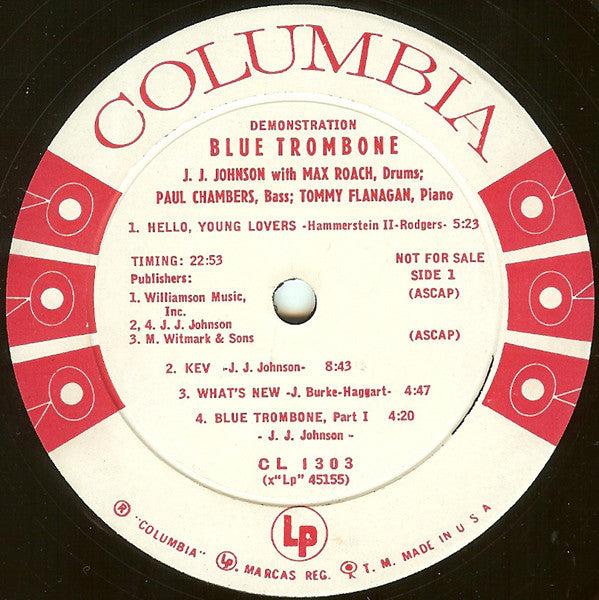 COLUMBIA
DEMONSTRATION
BLUE TROMBONE
J. J. JOHNSON with MAX ROACH, Drums;
PAUL CHAMBERS, Bass; TOMMY FLANAGAN, Piano
1. HELLO, YOUNG LOVERS -Hammerstein II-Rodgers- 5:23
TIMING: 22:53 NOT FOR SALE
Publishers: SIDE 1
1. Williamson Music, (ASCAP)
Inc.
2, 4. J. J. Johnson
3. M. Witmark & Sons (ASCAP)
2. KEV -J. J. Johnson- 8:43
3. WHAT'S NEW -J. Burke-Haggart- 4:47
4. BLUE TROMBONE, Part I 4:20
- J. J. Johnson -
CL 1303
(x"Lp" 45155)
Lp
® "COLUMBIA" Lp. MARCAS REG. T. M. MADE IN U S A